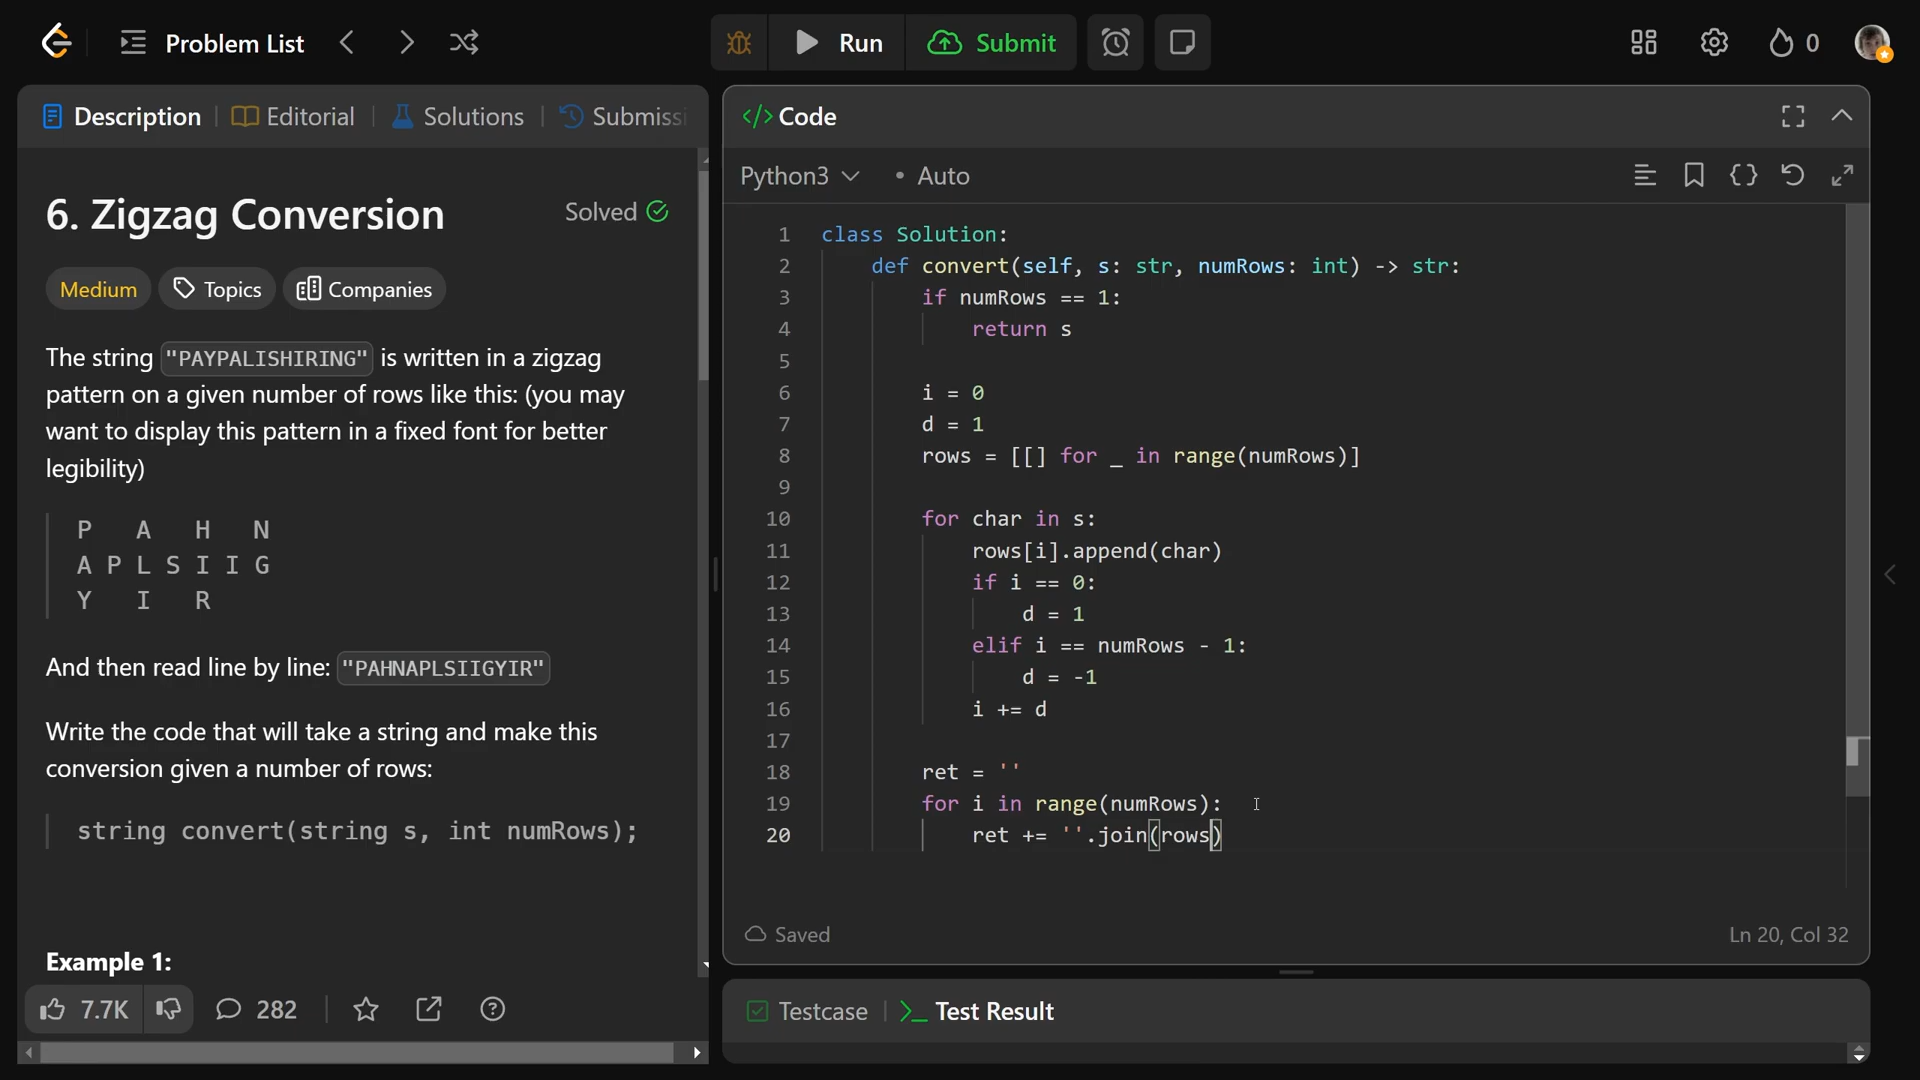 Problem List
Run
Submit
0
Description
Editorial
Solutions
Submiss
6. Zigzag Conversion
Solved
Medium
Topics
Companies
The string "PAYPALISHIRING" is written in a zigzag
pattern on a given number of rows like this: (you may
want to display this pattern in a fixed font for better
legibility)
P   A   H   N
A P L S I I G
Y   I   R
And then read line by line: "PAHNAPLSIIGYIR"
Write the code that will take a string and make this
conversion given a number of rows:
string convert(string s, int numRows);
Example 1:
7.7K
282
</> Code
Python3
• Auto
1 class Solution:
2     def convert(self, s: str, numRows: int) -> str:
3         if numRows == 1:
4             return s
5
6         i = 0
7         d = 1
8         rows = [[] for _ in range(numRows)]
9
10         for char in s:
11             rows[i].append(char)
12             if i == 0:
13                 d = 1
14             elif i == numRows - 1:
15                 d = -1
16             i += d
17
18         ret = ''
19         for i in range(numRows):
20             ret += ''.join(rows)
Saved
Ln 20, Col 32
Testcase
>_ Test Result